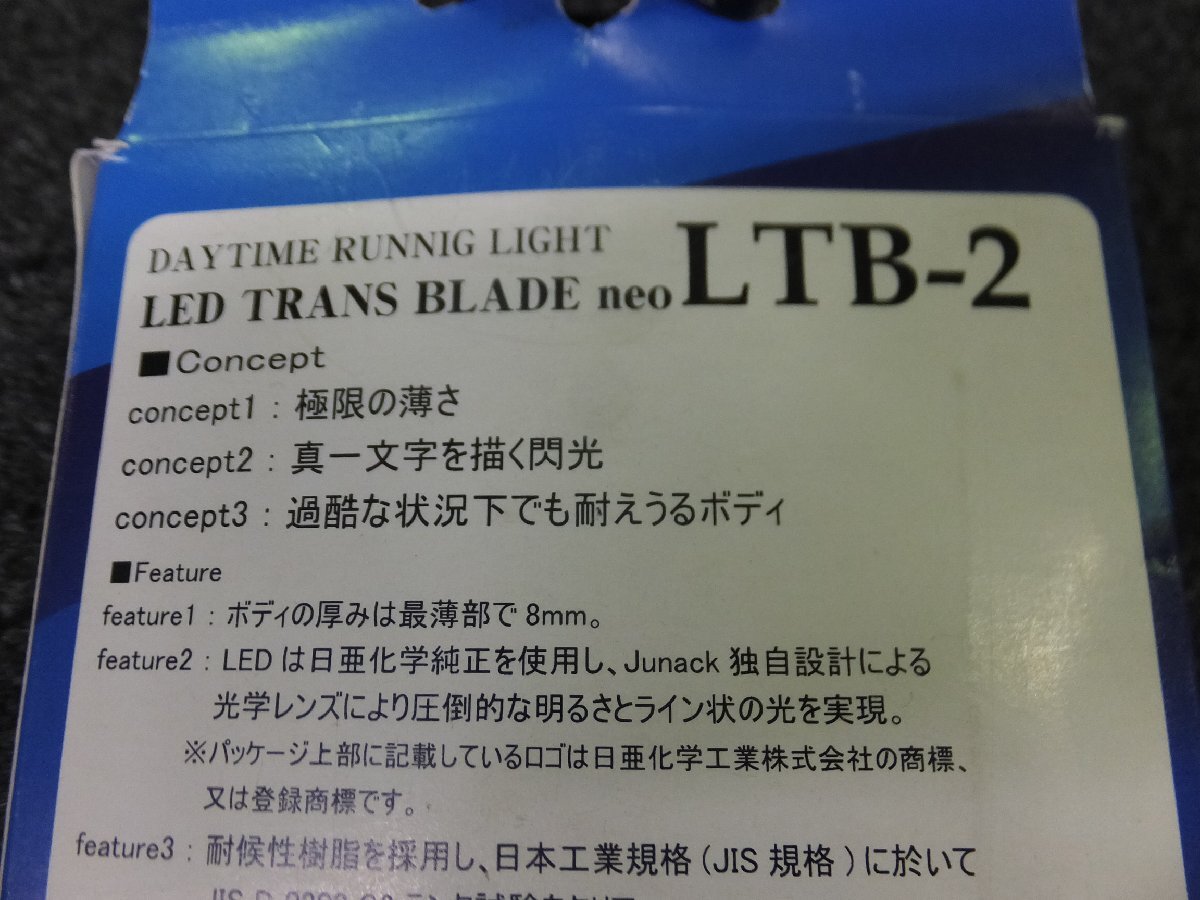 DAYTIME RUNNIG LIGHT
LED TRANS BLADE neo LTB-2
■Concept
concept1 : 極限の薄さ
concept2 : 真一文字を描く閃光
concept3 : 過酷な状況下でも耐えうるボディ
■Feature
feature1 : ボディの厚みは最薄部で 8mm。
feature2 : LED は日亜化学純正を使用し、Junack 独自設計による
光学レンズにより圧倒的な明るさとライン状の光を実現。
※パッケージ上部に記載しているロゴは日亜化学工業株式会社の商標、
又は登録商標です。
feature3 : 耐候性樹脂を採用し、日本工業規格 (JIS 規格 ) に於いて